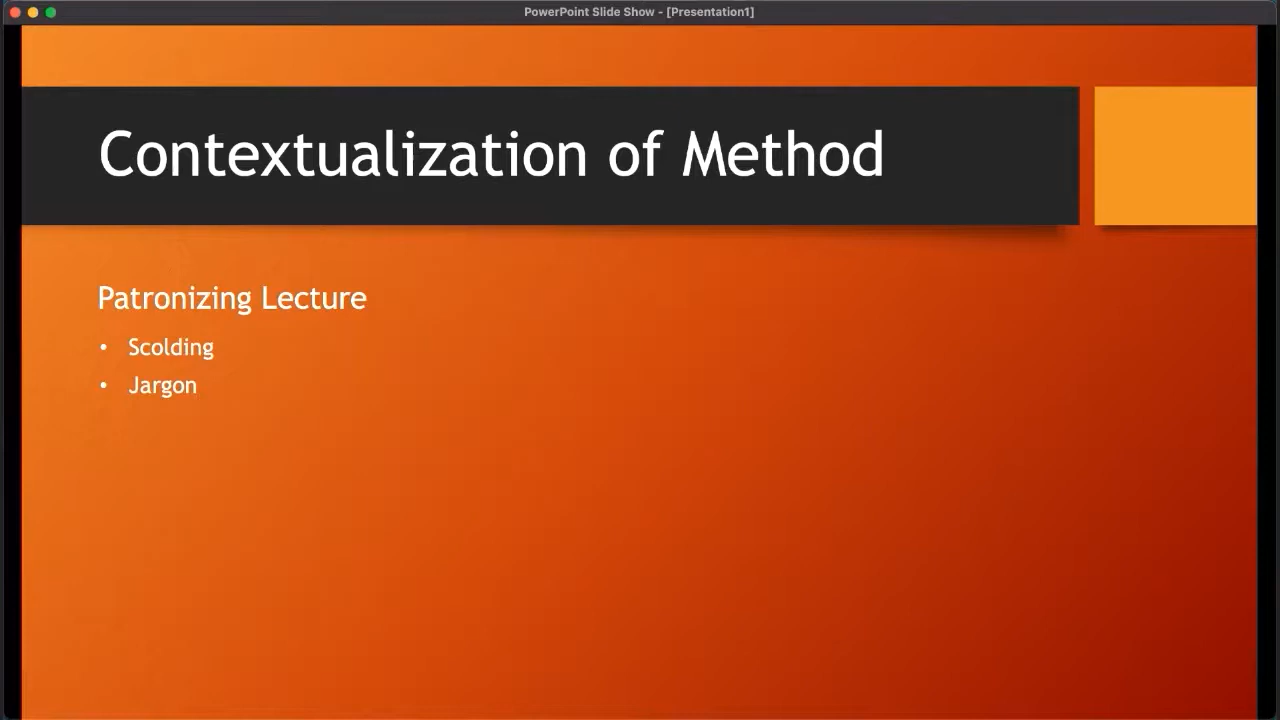 PowerPoint Slide Show - [Presentation1]
Contextualization of Method
Patronizing Lecture
• Scolding
• Jargon